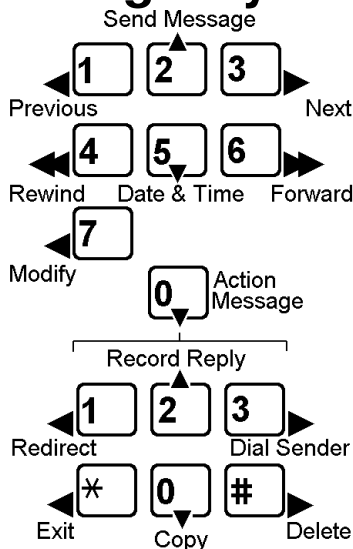 Send Message
1 2 3
Previous Next
4 5 6
Rewind Date & Time Forward
7
Modify
0 Action
Message
Record Reply
1 2 3
Redirect Dial Sender
* 0 #
Exit Copy Delete